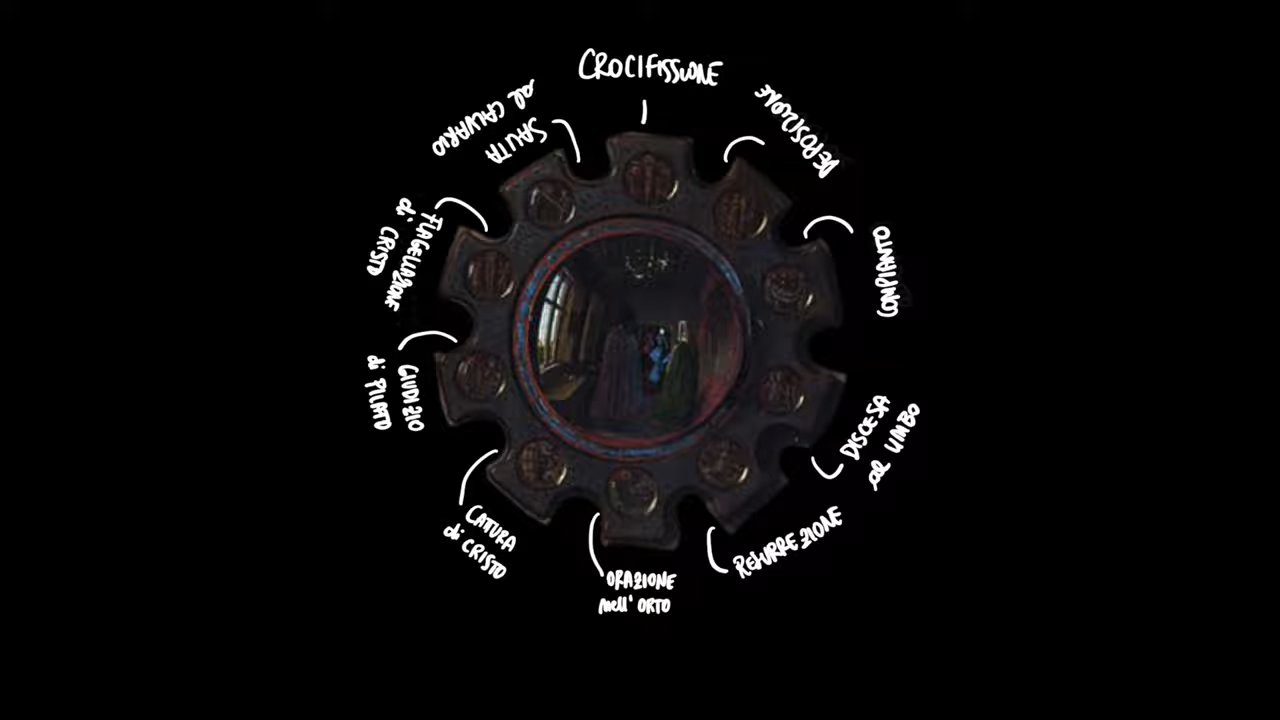 CROCIFISSIONE
DEPOSIZIONE
COMPIANTO
DISCESA
al LIMBO
RESURREZIONE
ORAZIONE
nell' ORTO
CATTURA
di CRISTO
GIUDIZIO
di PILATO
FLAGELLAZIONE
di CRISTO
SALITA
al CALVARIO